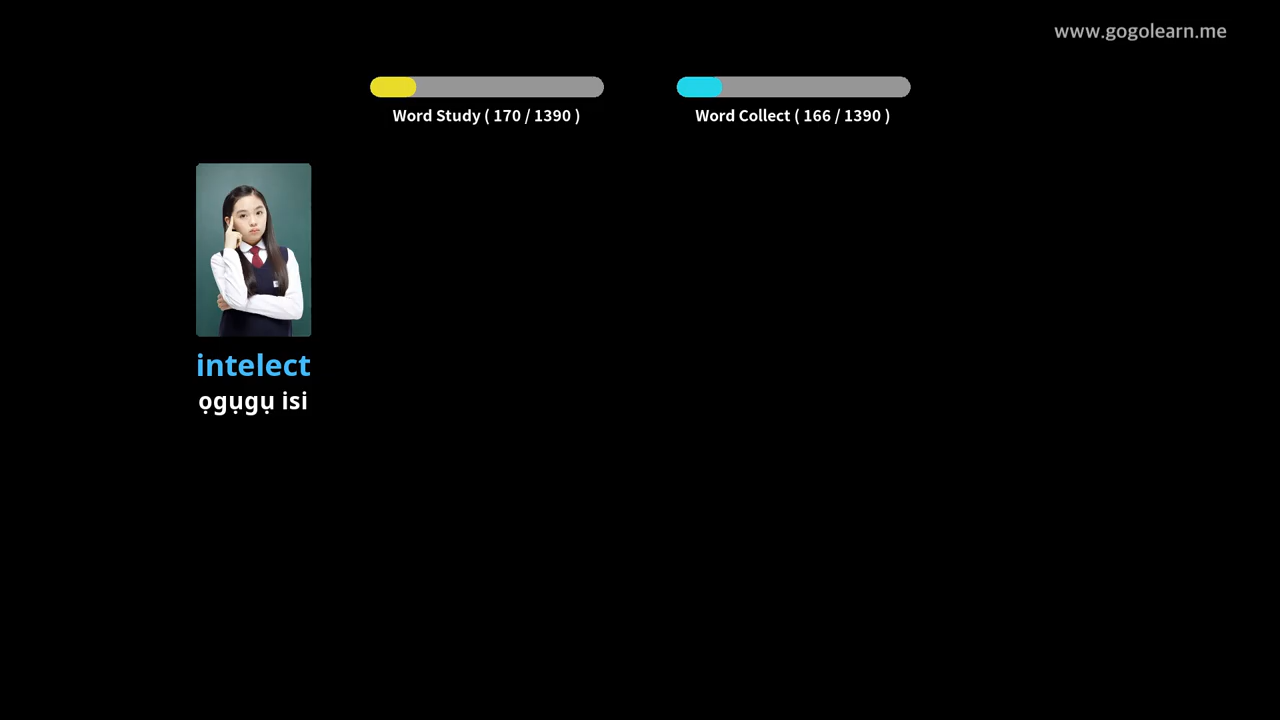 www.gogolearn.me
Word Study ( 170 / 1390 )
Word Collect ( 166 / 1390 )
intelect
ọgụgụ isi